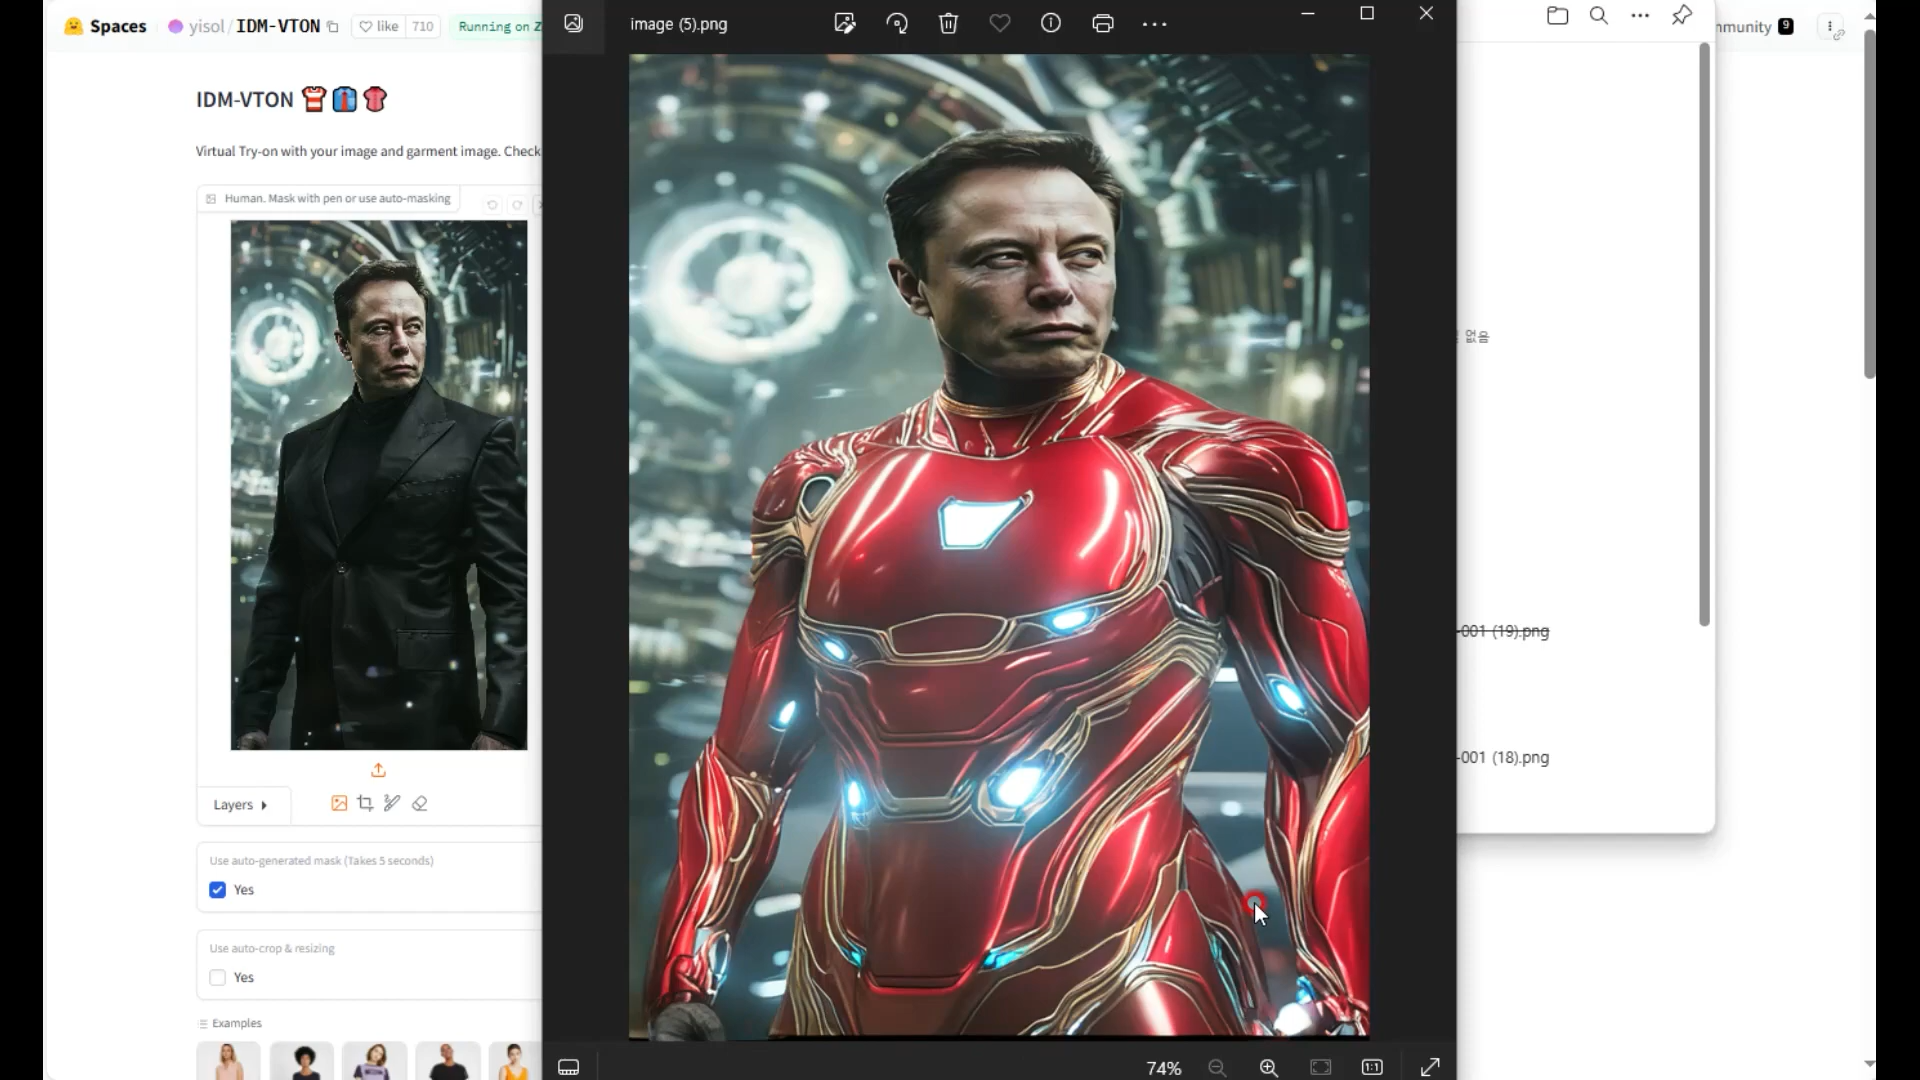 Spaces yisol/IDM-VTON like 710 Running on Z
image (5).png
mmunity 9
IDM-VTON
Virtual Try-on with your image and garment image. Check
Human. Mask with pen or use auto-masking
없음
-001 (19).png
-001 (18).png
Layers
Use auto-generated mask (Takes 5 seconds)
Yes
Use auto-crop & resizing
Yes
Examples
74%
1:1